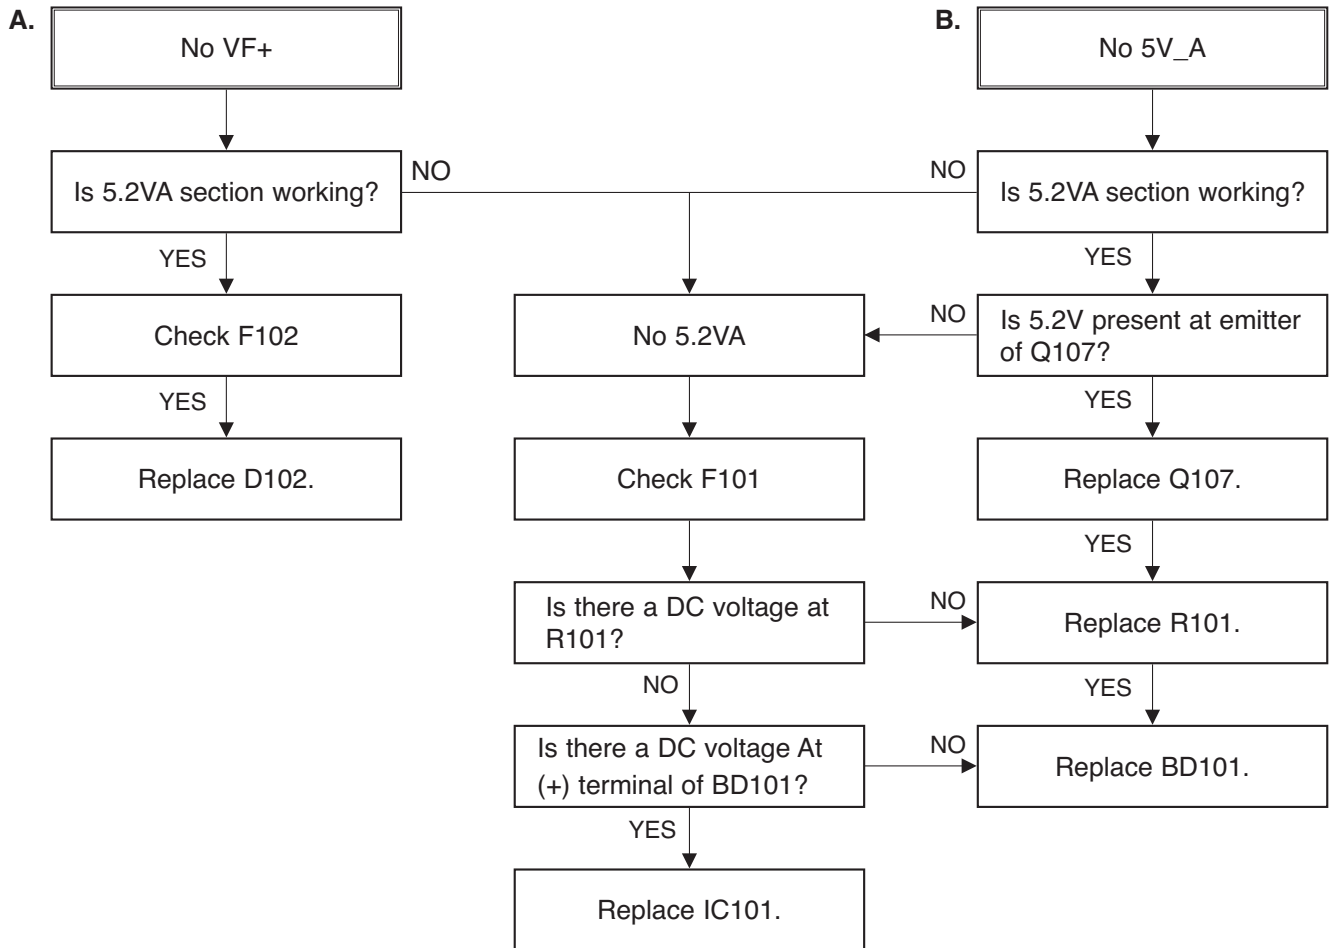 A.
No VF+
B.
No 5V_A
Is 5.2VA section working?
NO
NO
Is 5.2VA section working?
YES
YES
Check F102
No 5.2VA
NO
Is 5.2V present at emitter
of Q107?
YES
YES
Replace D102.
Check F101
Replace Q107.
YES
Is there a DC voltage at
R101?
NO
Replace R101.
NO
YES
Is there a DC voltage At
(+) terminal of BD101?
NO
Replace BD101.
YES
Replace IC101.